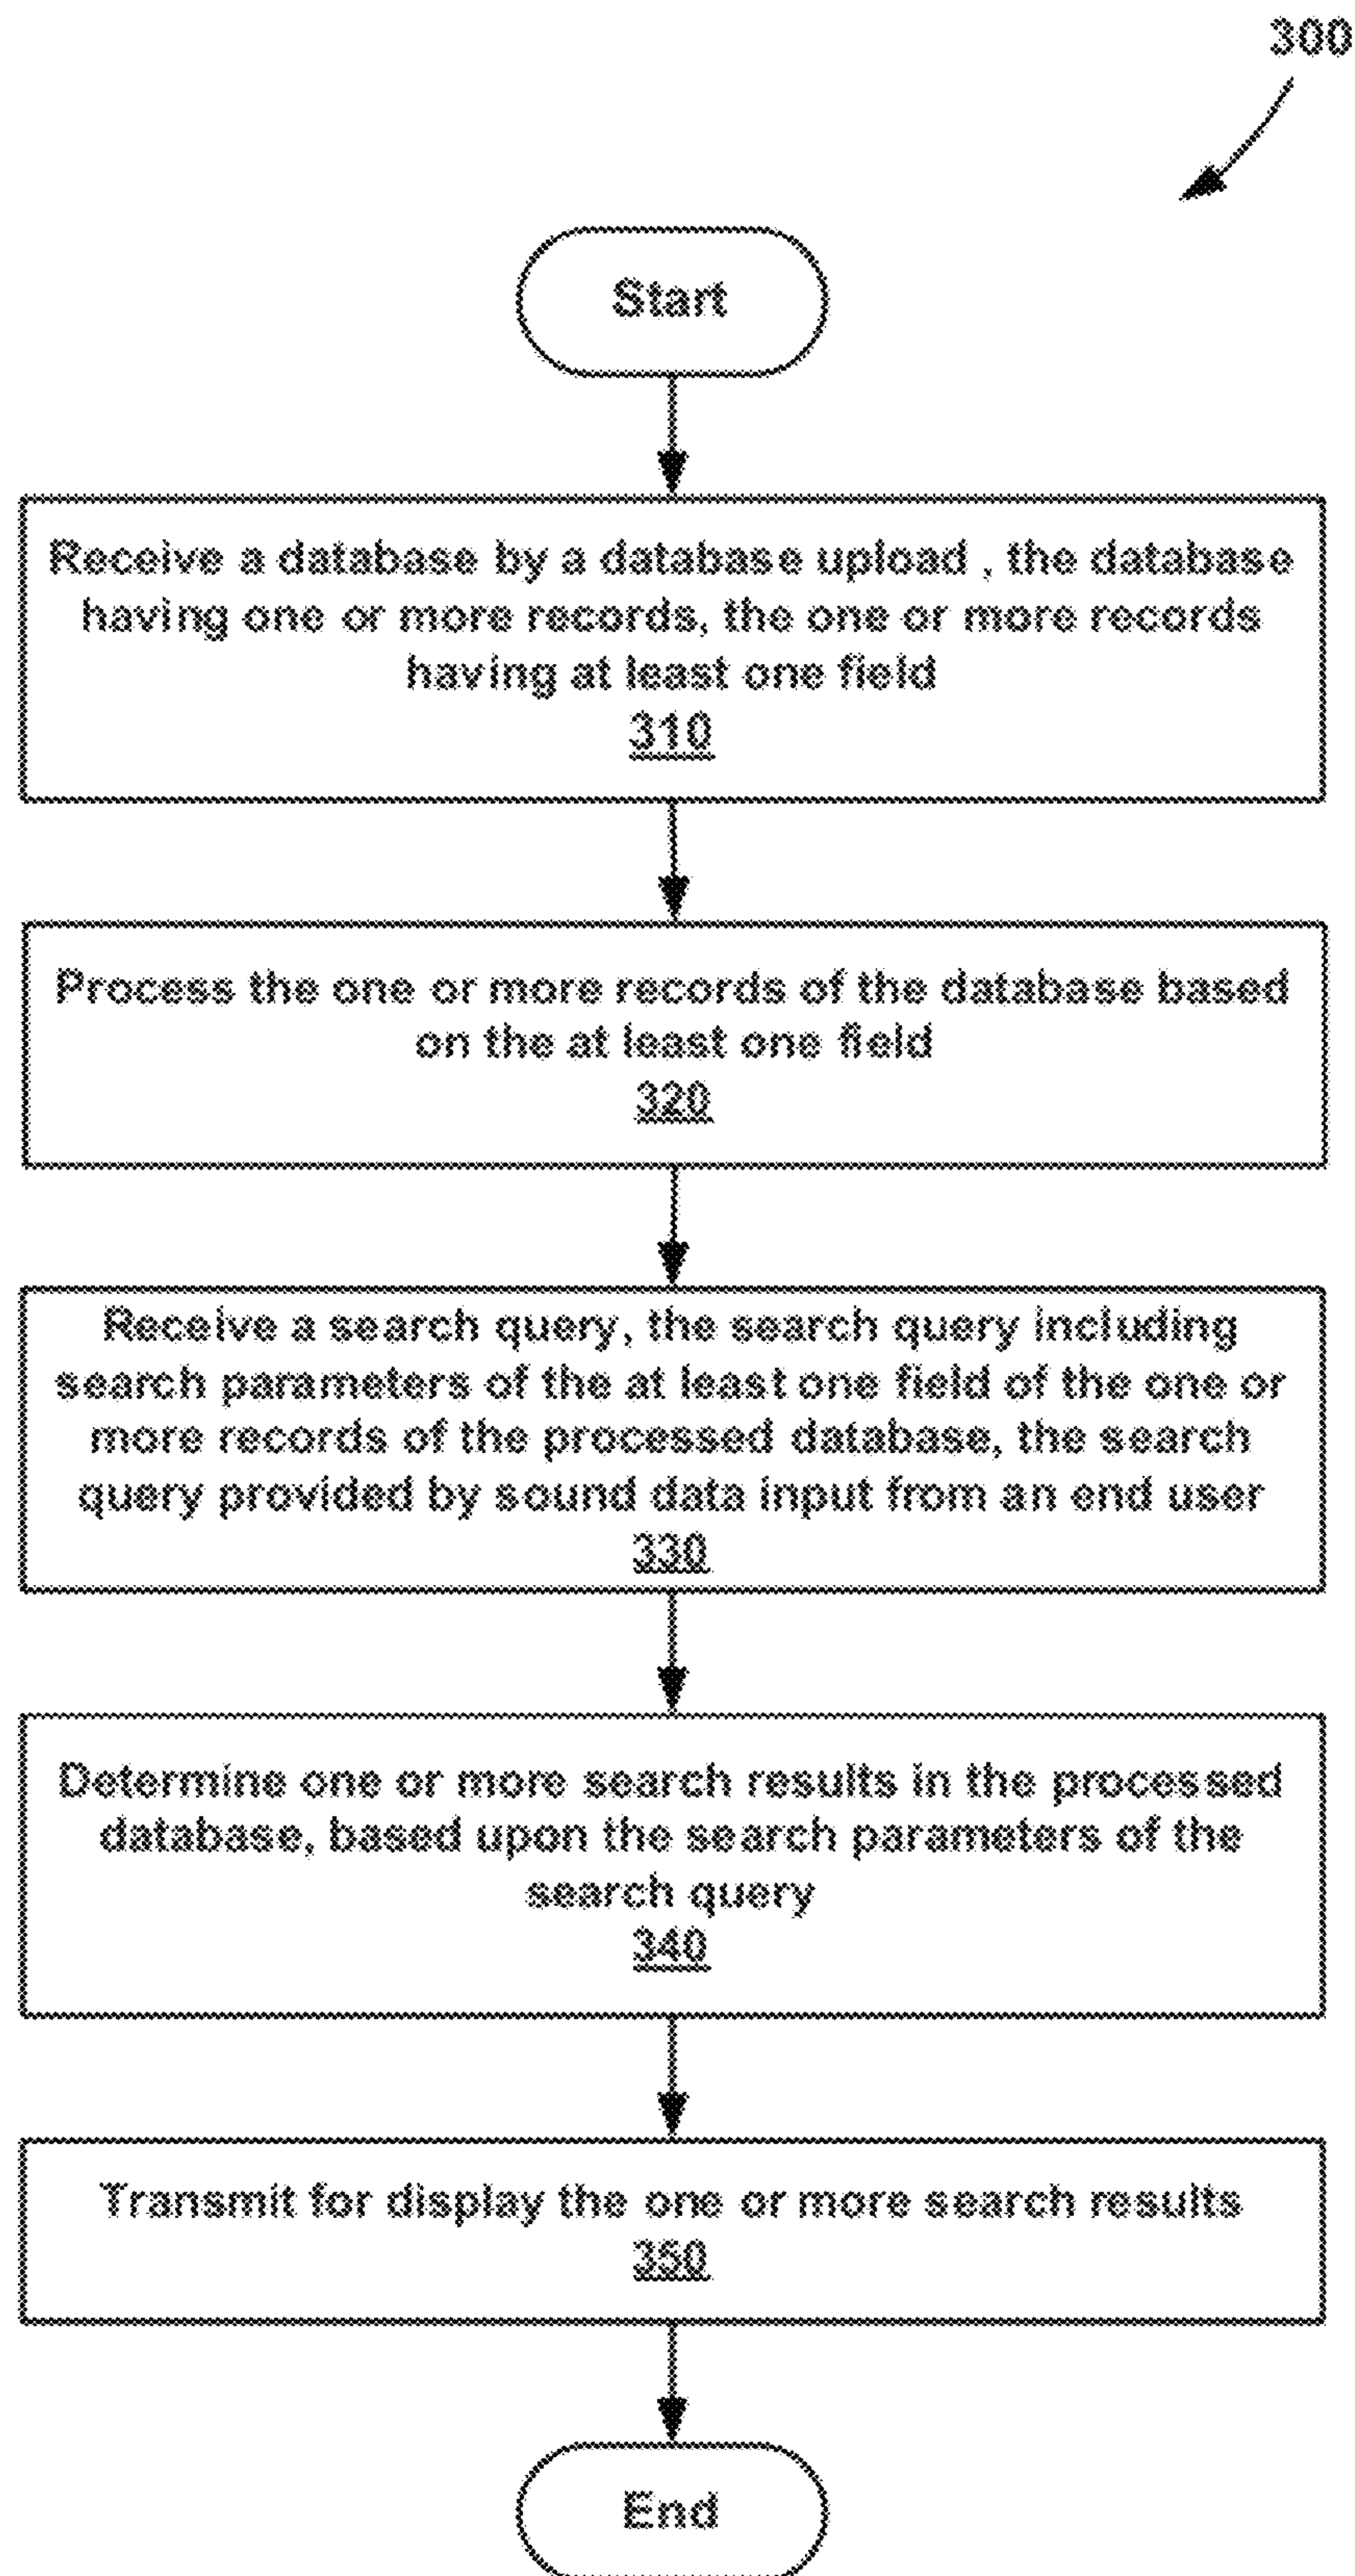 300
Start
Receive a database by a database upload , the database
having one or more records, the one or more records
having at least one field
310
Process the one or more records of the database based
on the at least one field
320
Receive a search query, the search query including
search parameters of the at least one field of the one or
more records of the processed database, the search
query provided by sound data input from an end user
330
Determine one or more search results in the processed
database, based upon the search parameters of the
search query
340
Transmit for display the one or more search results
350
End